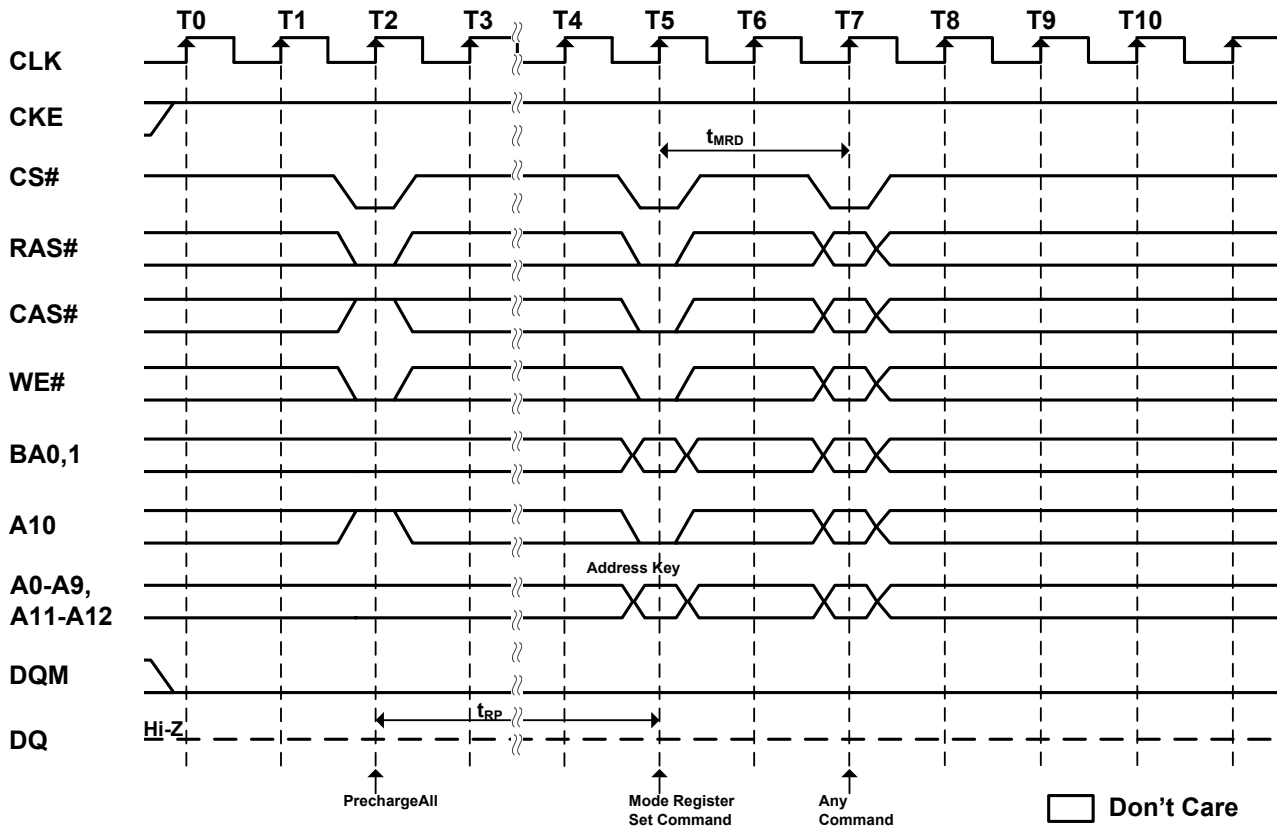 T0 T1 T2 T3 T4 T5 T6 T7 T8 T9 T10
CLK
CKE
tMRD
CS#
RAS#
CAS#
WE#
BA0,1
A10
Address Key
A0-A9,
A11-A12
DQM
tRP
Hi-Z
DQ
PrechargeAll
Mode Register
Set Command
Any
Command
Don't Care